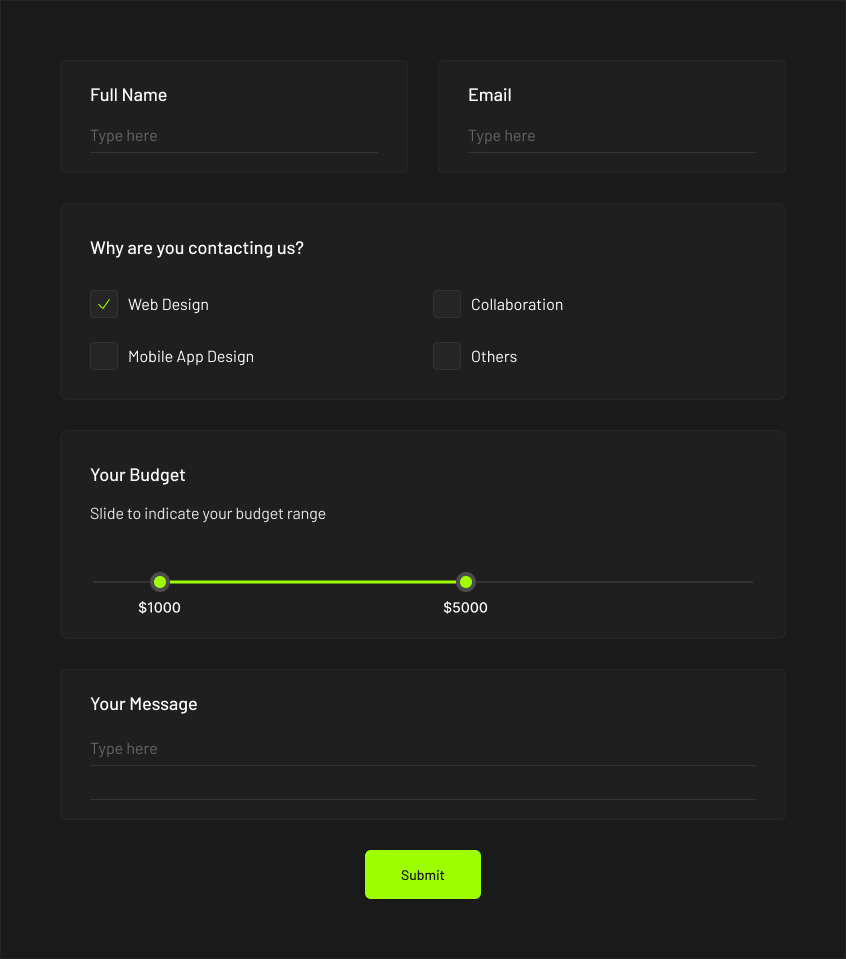 Full Name
Email
Type here
Type here
Why are you contacting us?
Web Design
Collaboration
Mobile App Design
Others
Your Budget
Slide to indicate your budget range
$1000
$5000
Your Message
Type here
Submit